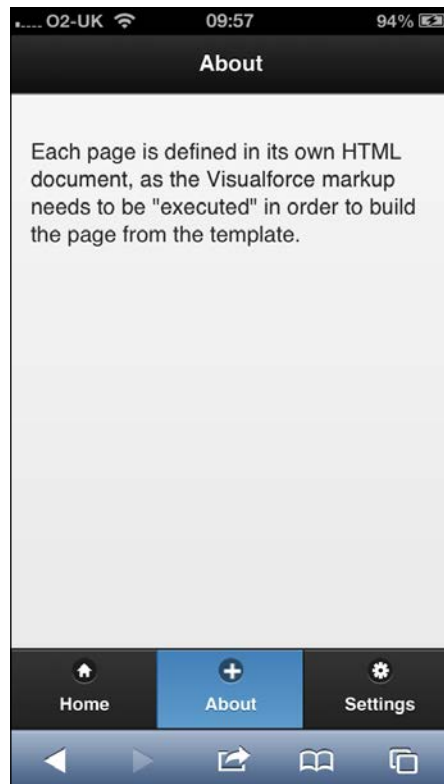 O2-UK 09:57 94%
About
Each page is defined in its own HTML
document, as the Visualforce markup
needs to be "executed" in order to build
the page from the template.
Home About Settings